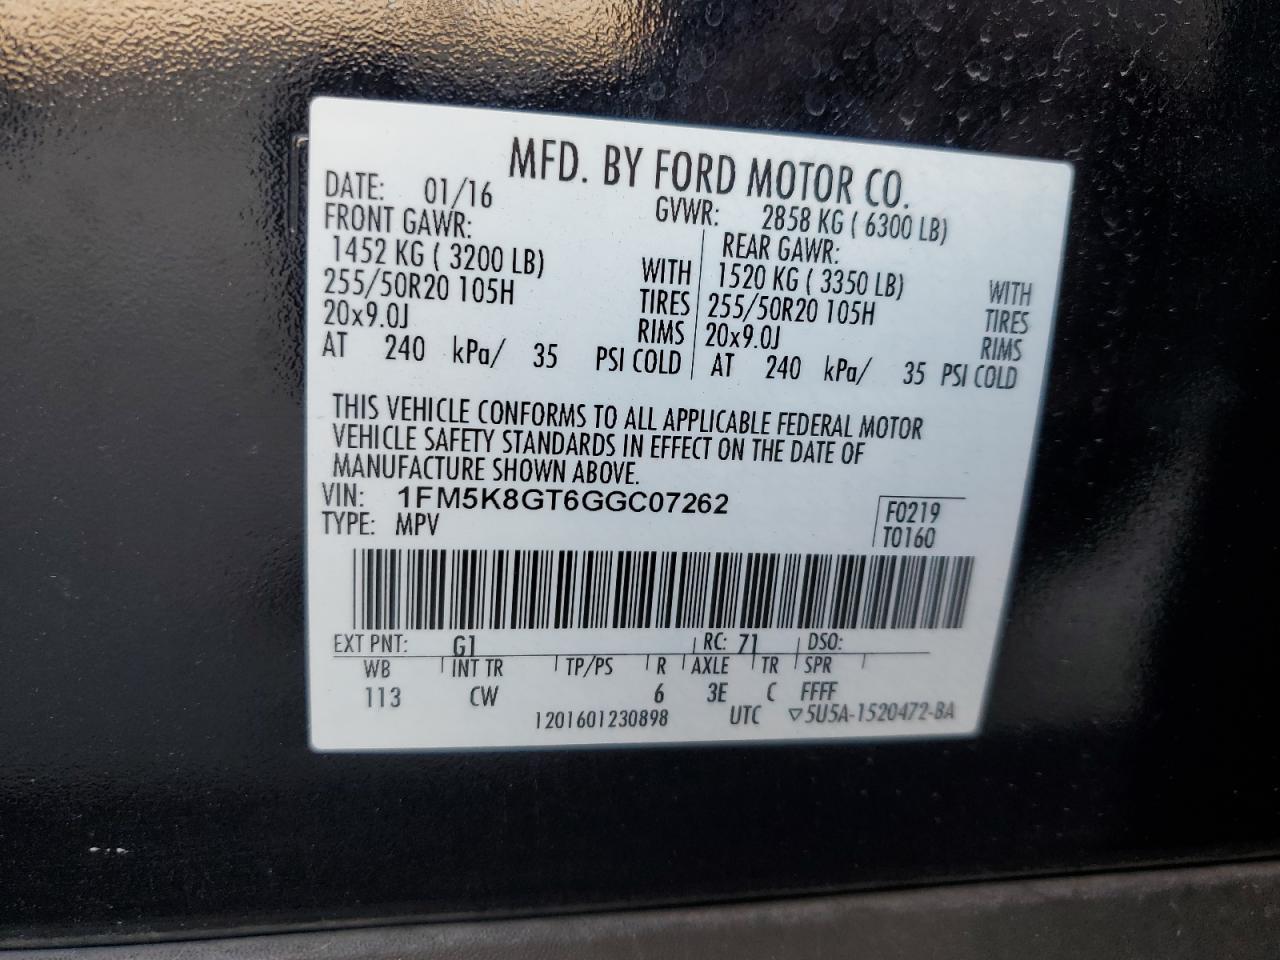 MFD. BY FORD MOTOR CO.
DATE: 01/16 GVWR: 2858 KG ( 6300 LB)
FRONT GAWR: REAR GAWR:
1452 KG ( 3200 LB) WITH 1520 KG ( 3350 LB) WITH
255/50R20 105H TIRES 255/50R20 105H TIRES
20x9.0J RIMS 20x9.0J RIMS
AT 240 kPa/ 35 PSI COLD AT 240 kPa/ 35 PSI COLD
THIS VEHICLE CONFORMS TO ALL APPLICABLE FEDERAL MOTOR
VEHICLE SAFETY STANDARDS IN EFFECT ON THE DATE OF
MANUFACTURE SHOWN ABOVE.
VIN: 1FM5K8GT6GGC07262 F0219
TYPE: MPV T0160
EXT PNT: G1 RC: 71 DSO:
WB INT TR TP/PS R AXLE TR SPR
113 CW 6 3E C FFFF
1201601230898 UTC ▽5U5A-1520472-BA